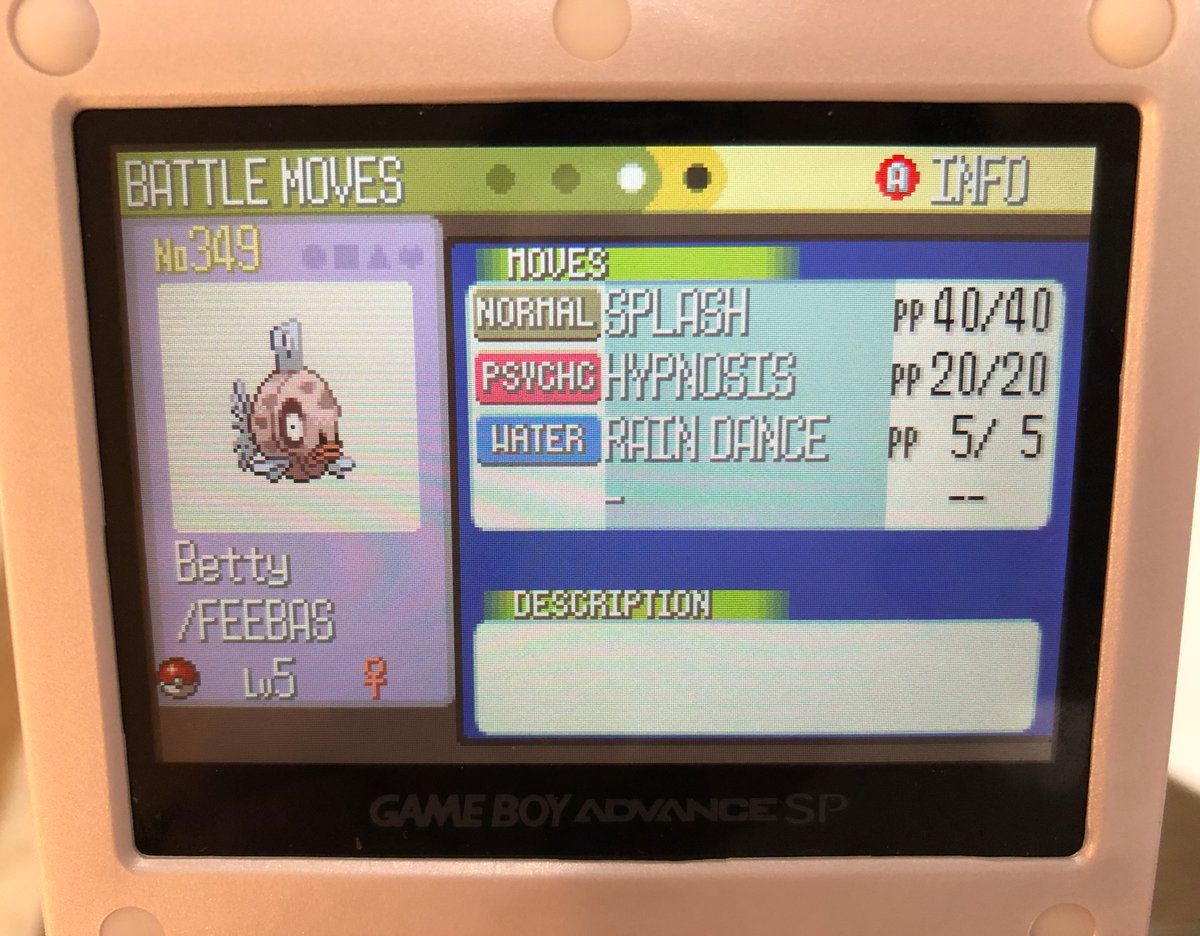 BATTLE MOVES
A INFO
No349
MOVES
NORMAL SPLASH PP 40/40
PSYCHC HYPNOSIS PP 20/20
WATER RAIN DANCE PP 5/ 5
- --
Betty
/FEEBAS
Lv5 ♀
DESCRIPTION
GAME BOY ADVANCE SP